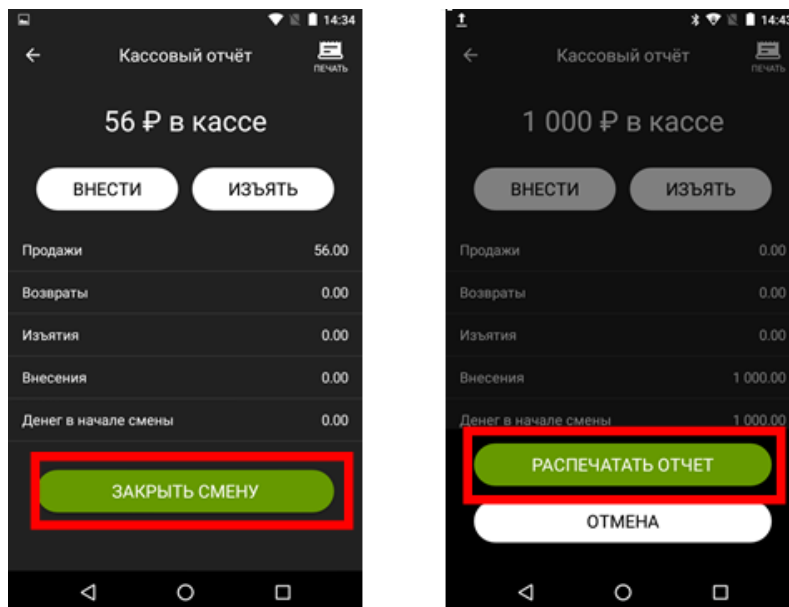 14:34
Кассовый отчёт
ПЕЧАТЬ
56 ₽ в кассе
ВНЕСТИ ИЗЪЯТЬ
Продажи 56.00
Возвраты 0.00
Изъятия 0.00
Внесения 0.00
Денег в начале смены 0.00
ЗАКРЫТЬ СМЕНУ
14:43
Кассовый отчёт
ПЕЧАТЬ
1 000 ₽ в кассе
ВНЕСТИ ИЗЪЯТЬ
Продажи 0.00
Возвраты 0.00
Изъятия 0.00
Внесения 1 000.00
Денег в начале смены 1 000.00
РАСПЕЧАТАТЬ ОТЧЕТ
ОТМЕНА